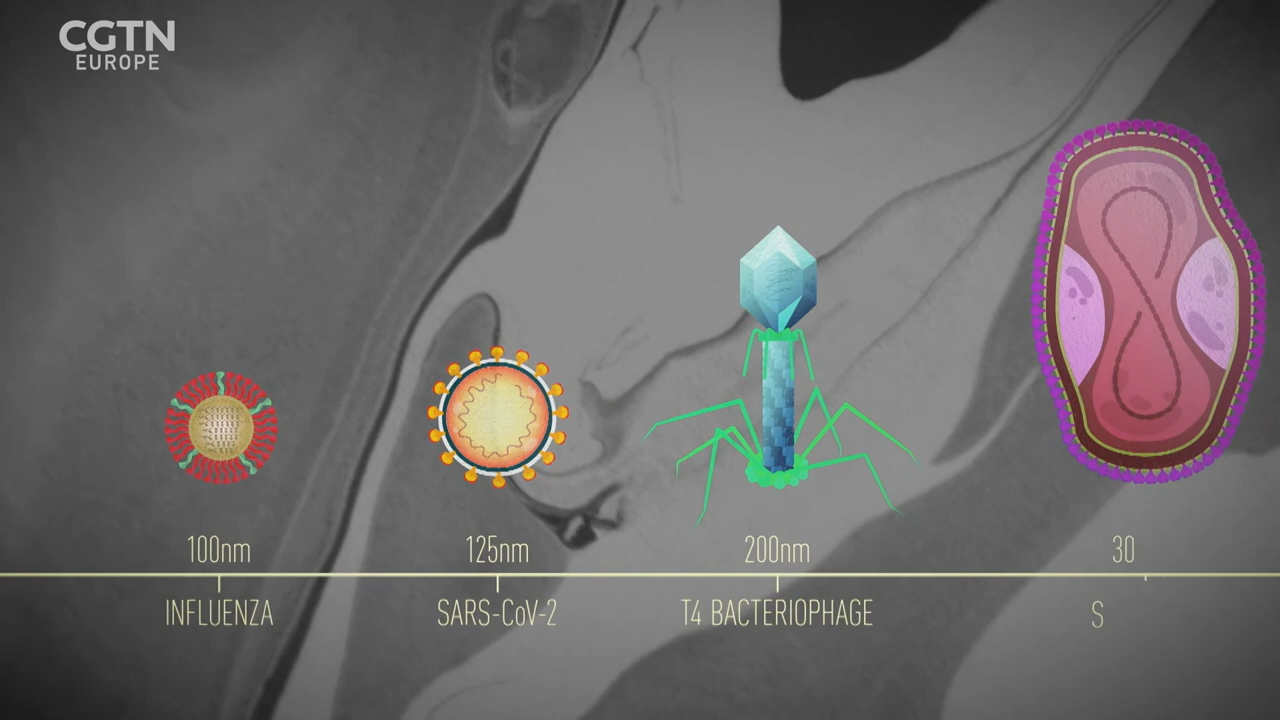 CGTN
EUROPE
100nm
125nm
200nm
30
INFLUENZA
SARS-CoV-2
T4 BACTERIOPHAGE
S